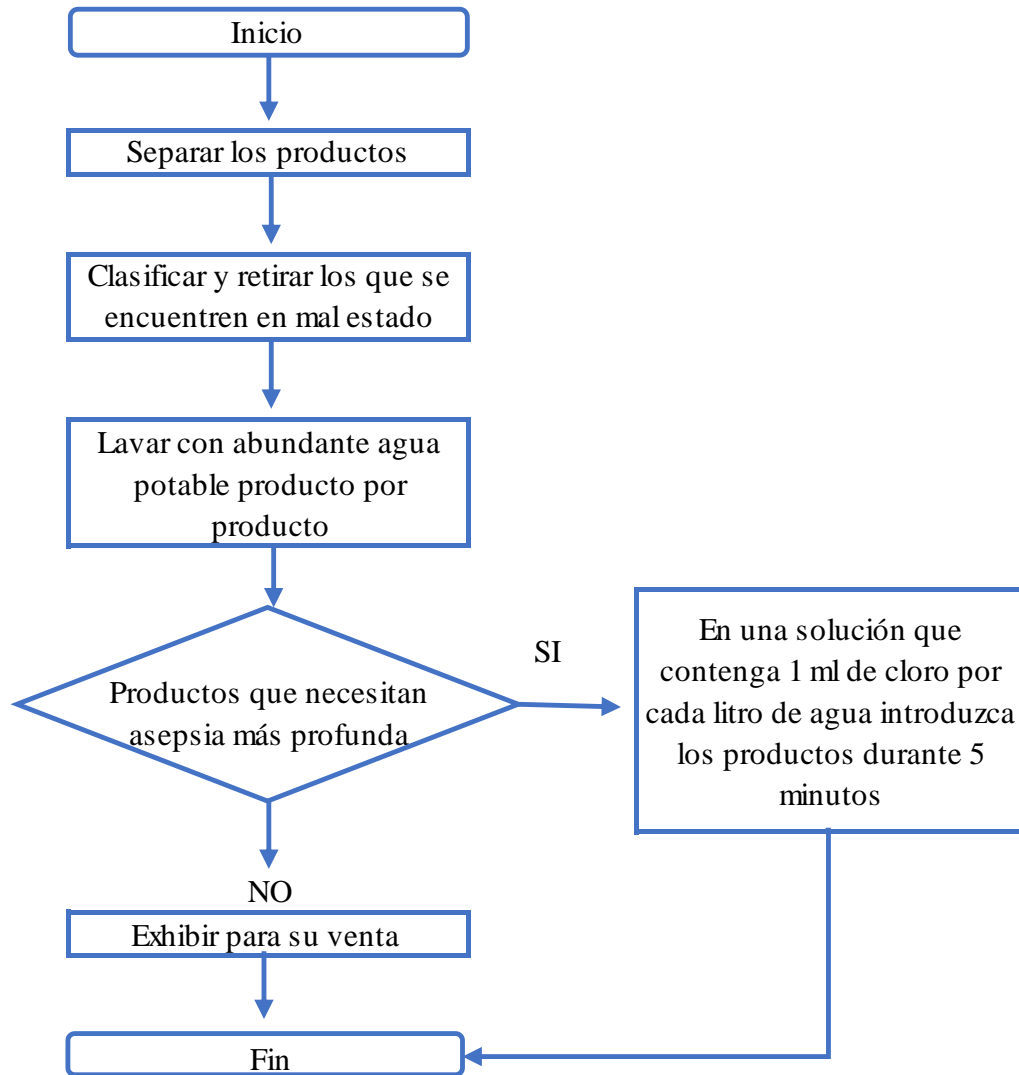 Inicio
Separar los productos
Clasificar y retirar los que se
encuentren en mal estado
Lavar con abundante agua
potable producto por
producto
Productos que necesitan
asepsia más profunda
SI
En una solución que
contenga 1 ml de cloro por
cada litro de agua introduzca
los productos durante 5
minutos
NO
Exhibir para su venta
Fin